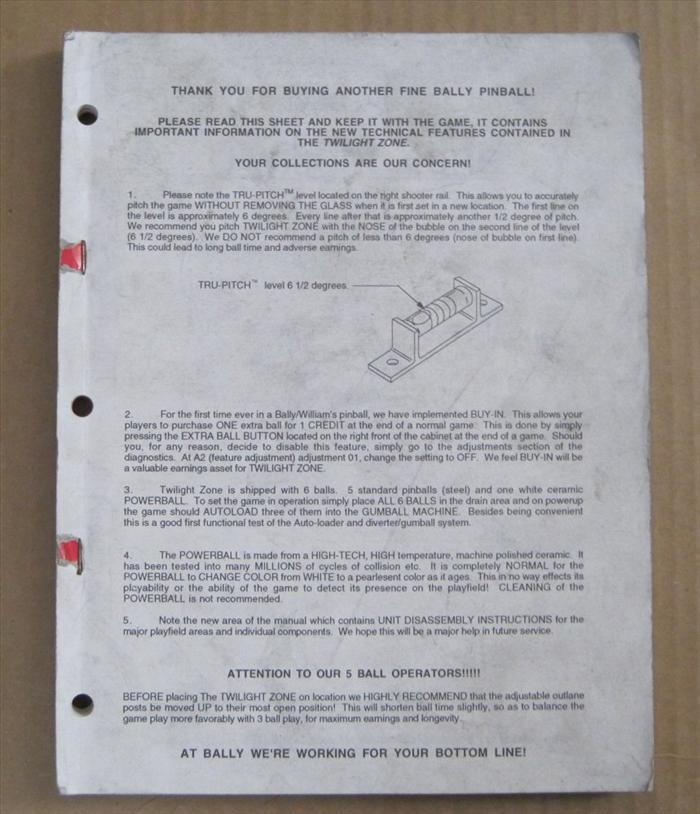 THANK YOU FOR BUYING ANOTHER FINE BALLY PINBALL!
PLEASE READ THIS SHEET AND KEEP IT WITH THE GAME, IT CONTAINS
IMPORTANT INFORMATION ON THE NEW TECHNICAL FEATURES CONTAINED IN
THE TWILIGHT ZONE.
YOUR COLLECTIONS ARE OUR CONCERN!
1. Please note the TRU-PITCH™ level located on the right shooter rail. This allows you to accurately
pitch the game WITHOUT REMOVING THE GLASS when it is first set in a new location. The first line on
the level is approximately 6 degrees. Every line after that is approximately another 1/2 degree of pitch.
We recommend you pitch TWILIGHT ZONE with the NOSE of the bubble on the second line of the level
(6 1/2 degrees). We DO NOT recommend a pitch of less than 6 degrees (nose of bubble on first line).
This could lead to long ball time and adverse earnings.
TRU-PITCH™ level 6 1/2 degrees.
2. For the first time ever in a Bally/William's pinball, we have implemented BUY-IN. This allows your
players to purchase ONE extra ball for 1 CREDIT at the end of a normal game. This is done by simply
pressing the EXTRA BALL BUTTON located on the right front of the cabinet at the end of a game. Should
you, for any reason, decide to disable this feature, simply go to the adjustments section of the
diagnostics. At A2 (feature adjustment) adjustment 01, change the setting to OFF. We feel BUY-IN will be
a valuable earnings asset for TWILIGHT ZONE.
3. Twilight Zone is shipped with 6 balls. 5 standard pinballs (steel) and one white ceramic
POWERBALL. To set the game in operation simply place ALL 6 BALLS in the drain area and on powerup
the game should AUTOLOAD three of them into the GUMBALL MACHINE. Besides being convenient
this is a good first functional test of the Auto-loader and diverter/gumball system.
4. The POWERBALL is made from a HIGH-TECH, HIGH temperature, machine polished ceramic. It
has been tested into many MILLIONS of cycles of collision etc. It is completely NORMAL for the
POWERBALL to CHANGE COLOR from WHITE to a pearlesent color as it ages. This in no way effects its
playability or the ability of the game to detect its presence on the playfield! CLEANING of the
POWERBALL is not recommended.
5. Note the new area of the manual which contains UNIT DISASSEMBLY INSTRUCTIONS for the
major playfield areas and individual components. We hope this will be a major help in future service.
ATTENTION TO OUR 5 BALL OPERATORS!!!!!
BEFORE placing The TWILIGHT ZONE on location we HIGHLY RECOMMEND that the adjustable outlane
posts be moved UP to their most open position! This will shorten ball time slightly, so as to balance the
game play more favorably with 3 ball play, for maximum earnings and longevity.
AT BALLY WE'RE WORKING FOR YOUR BOTTOM LINE!